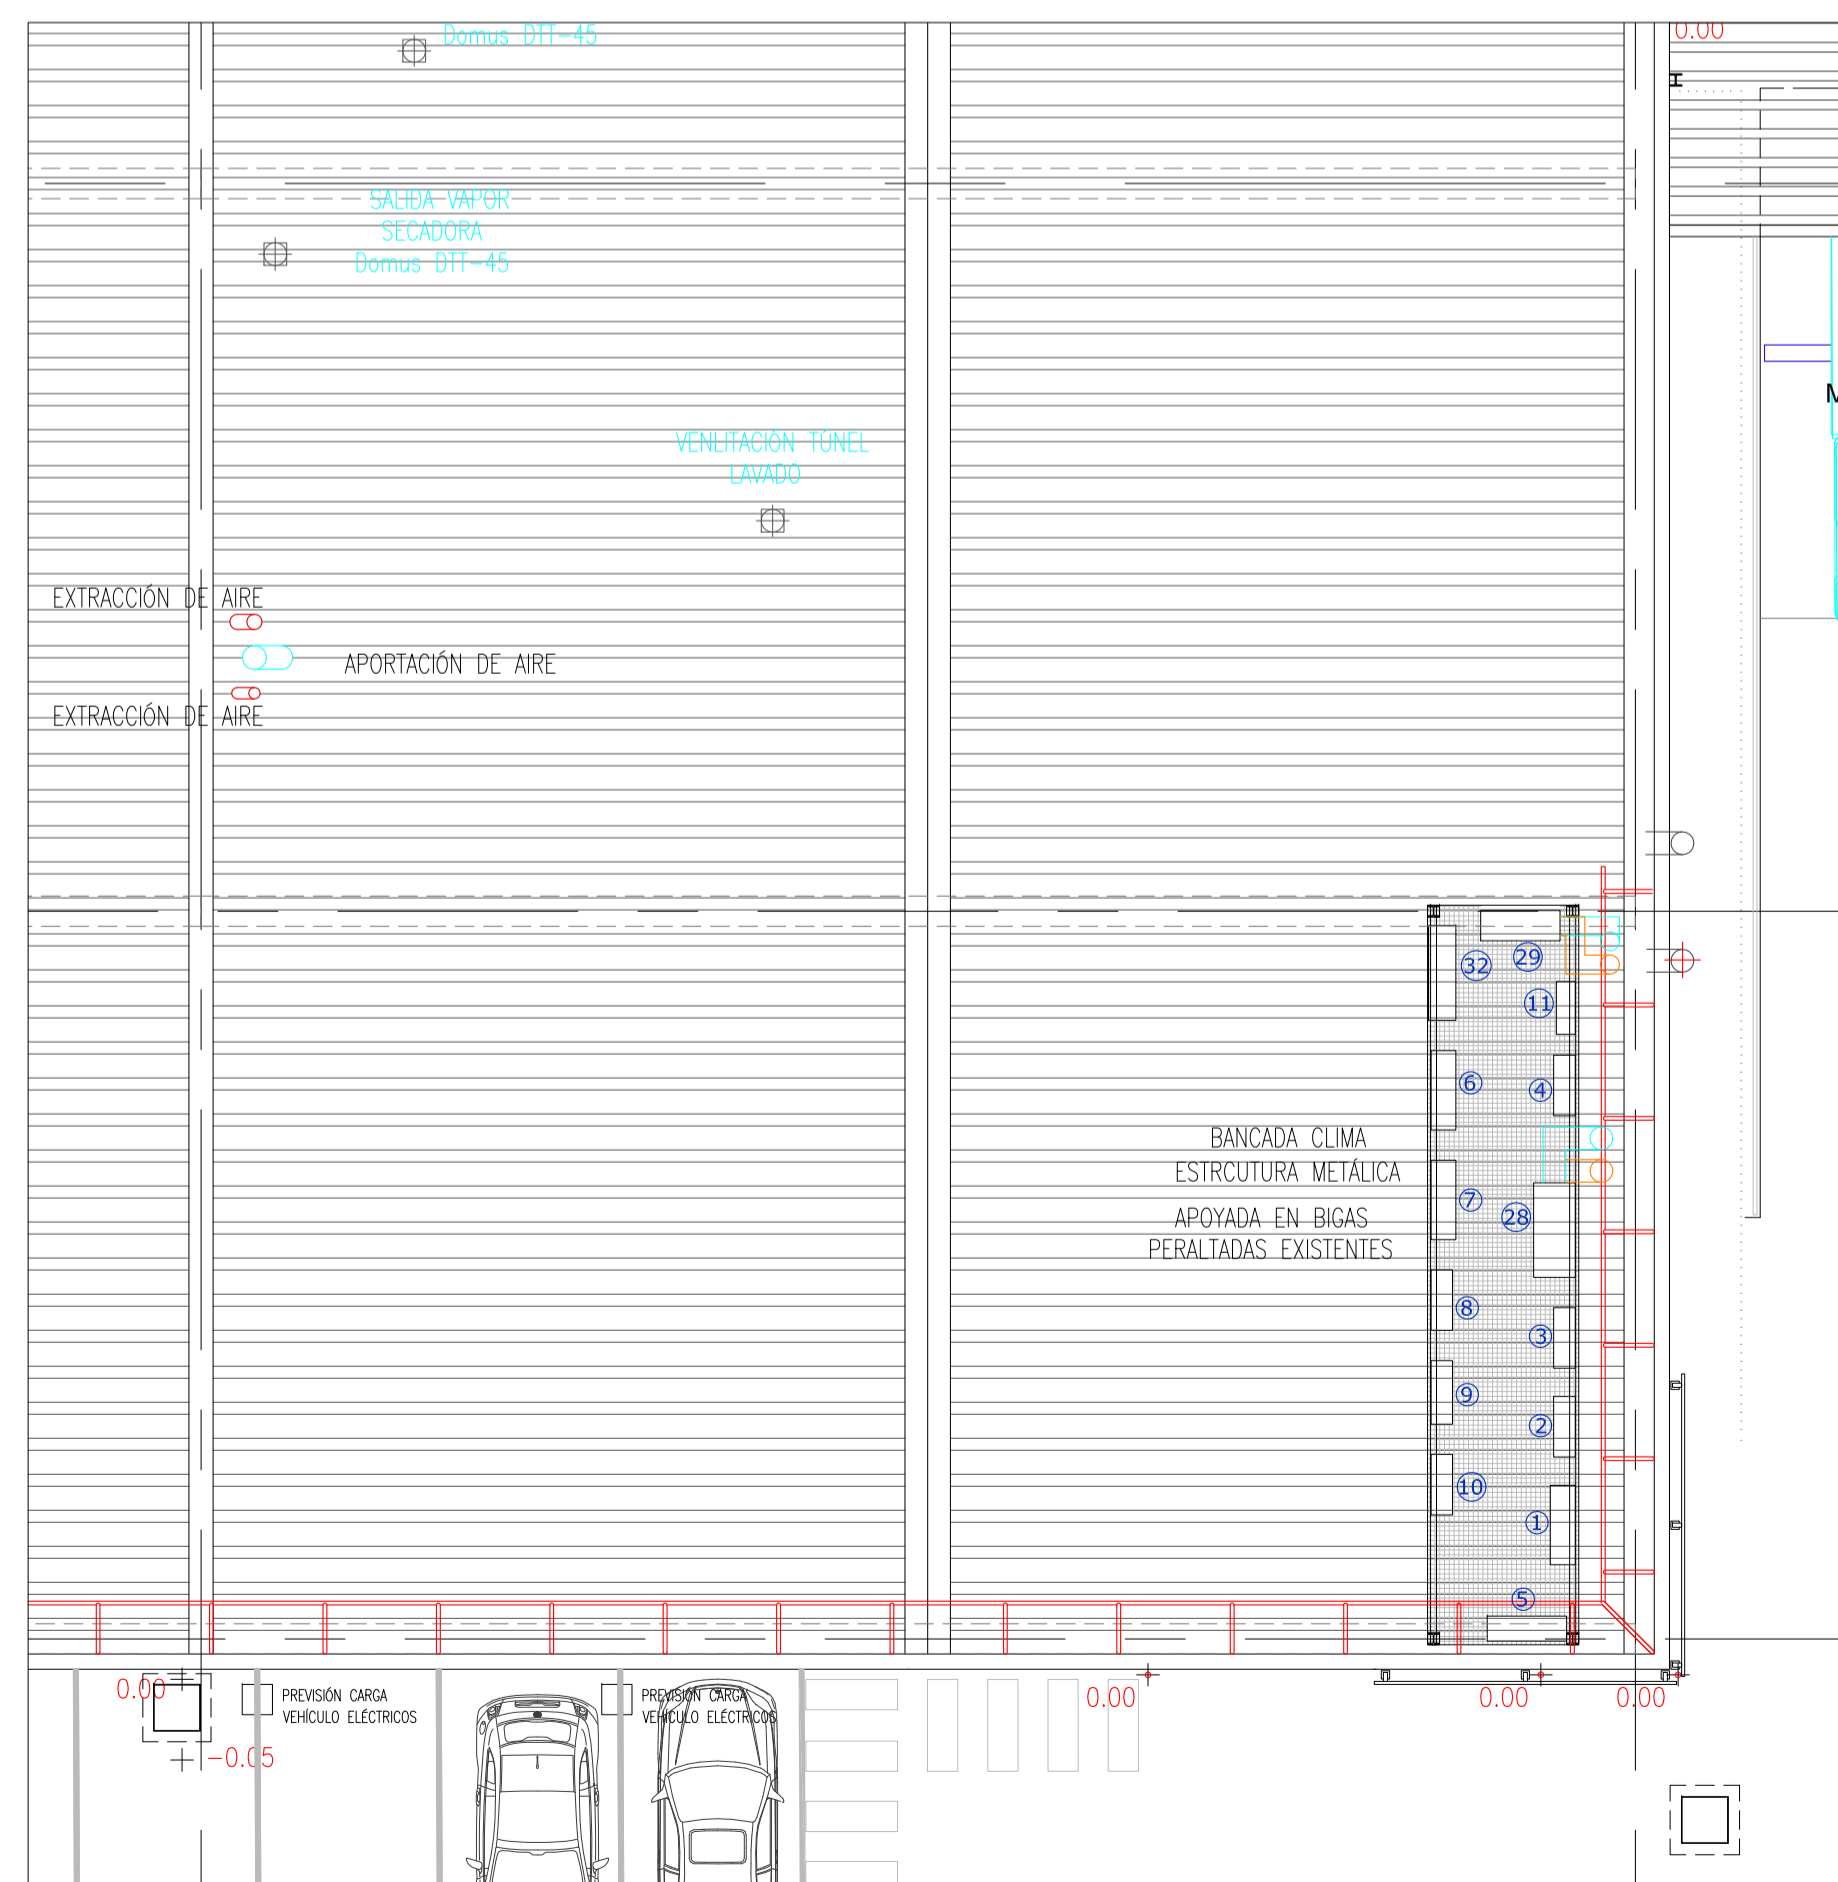 Domus DTT-45
0.00
SALIDA VAPOR
SECADORA
Domus DTT-45
VENLITACIÓN TÚNEL
LAVADO
EXTRACCIÓN DE AIRE
APORTACIÓN DE AIRE
EXTRACCIÓN DE AIRE
32
29
11
6
4
BANCADA CLIMA
ESTRCUTURA METÁLICA
APOYADA EN BIGAS
PERALTADAS EXISTENTES
7
28
8
3
9
2
10
1
5
0.00
PREVISIÓN CARGA
VEHÍCULO ELÉCTRICOS
PREVISIÓN CARGA
VEHÍCULO ELÉCTRICOS
0.00
0.00
0.00
-0.05